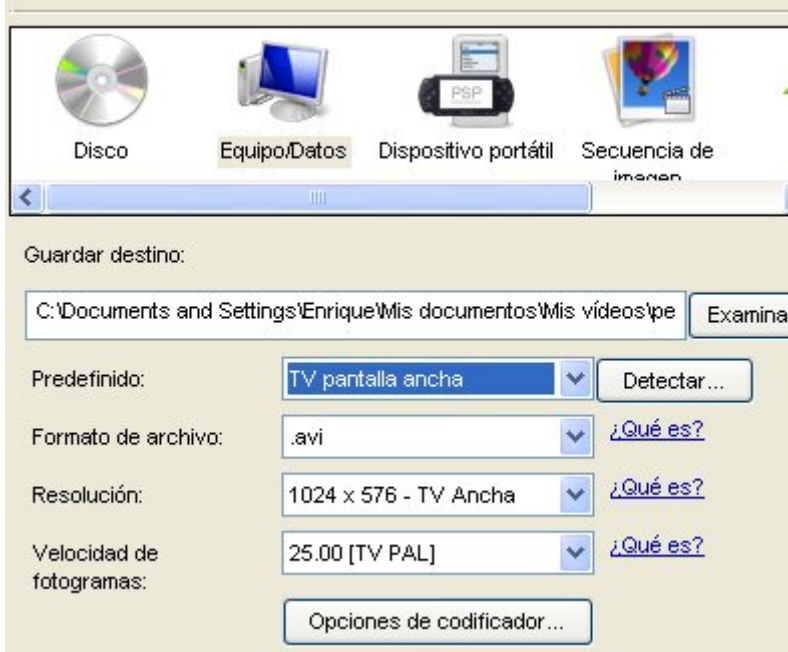 PSP
Disco
Equipo/Datos
Dispositivo portátil
Secuencia de
imagen
Guardar destino:
C:\Documents and Settings\Enrique\Mis documentos\Mis vídeos\pe
Examina
Predefinido:
TV pantalla ancha
Detectar...
Formato de archivo:
.avi
¿Qué es?
Resolución:
1024 x 576 - TV Ancha
¿Qué es?
Velocidad de
fotogramas:
25.00 [TV PAL]
¿Qué es?
Opciones de codificador...